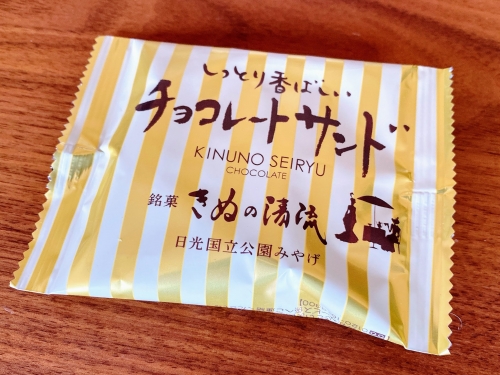 しっとり香ばしい
チョコレートサンド
KINUNO SEIRYU
CHOCOLATE
銘菓 きぬの清流
日光国立公園みやげ